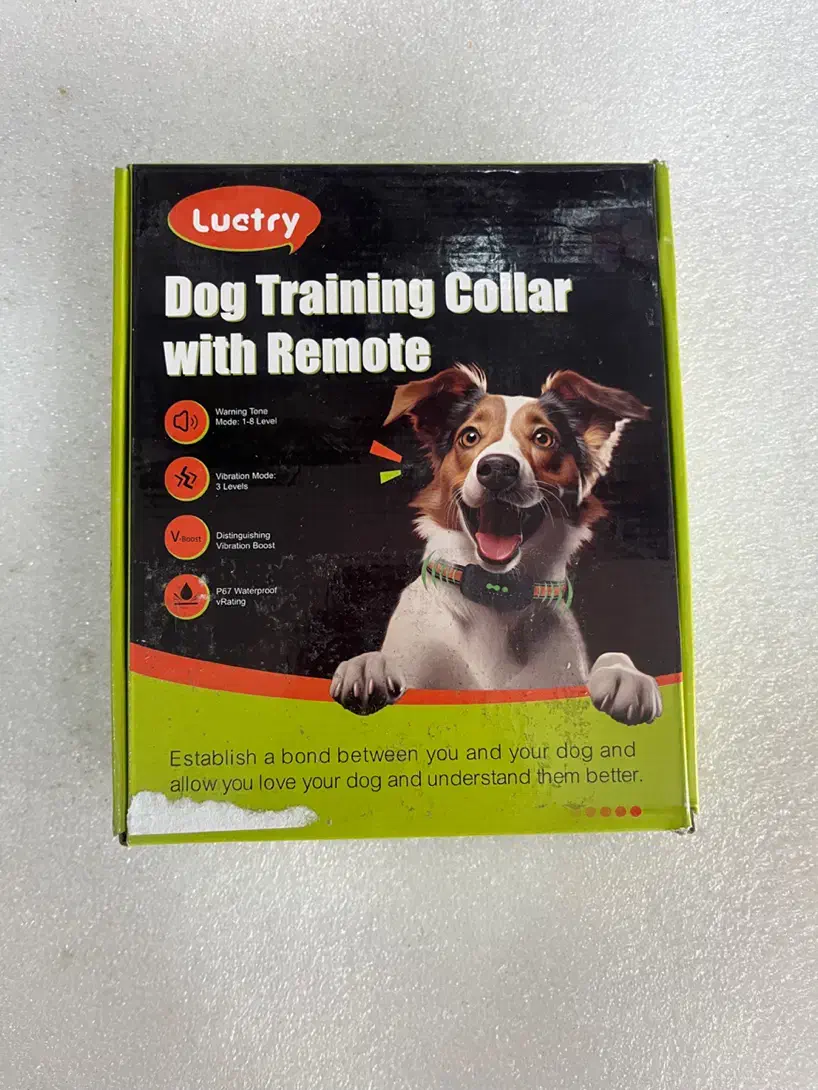 Luctry
Dog Training Collar
with Remote
Warning Tone
Mode: 1-8 Level
Vibration Mode:
3 Levels
V-Boost
Distinguishing
Vibration Boost
P67 Waterproof
vRating
Establish a bond between you and your dog and
allow you love your dog and understand them better.